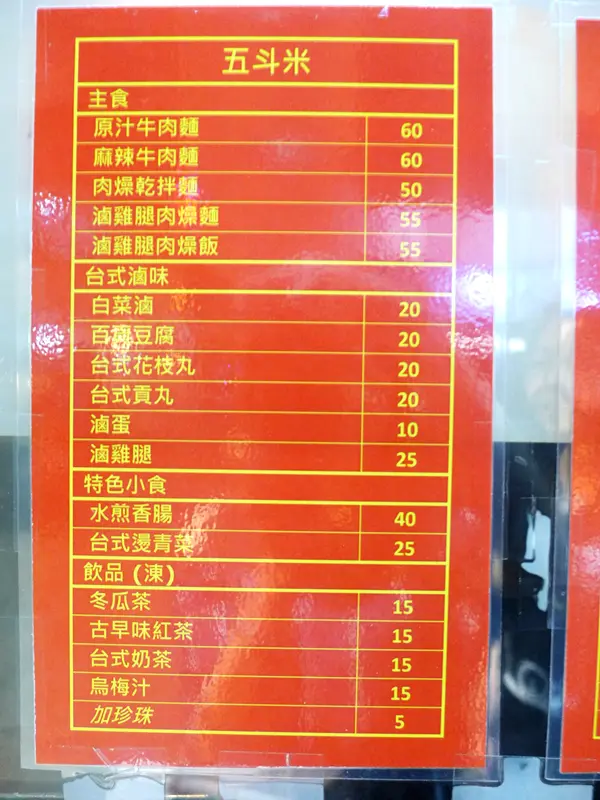 五斗米
主食
原汁牛肉麵 60
麻辣牛肉麵 60
肉燥乾拌麵 50
滷雞腿肉燥麵 55
滷雞腿肉燥飯 55
台式滷味
白菜滷 20
百頁豆腐 20
台式花枝丸 20
台式貢丸 20
滷蛋 10
滷雞腿 25
特色小食
水煎香腸 40
台式燙青菜 25
飲品 (凍)
冬瓜茶 15
古早味紅茶 15
台式奶茶 15
烏梅汁 15
加珍珠 5